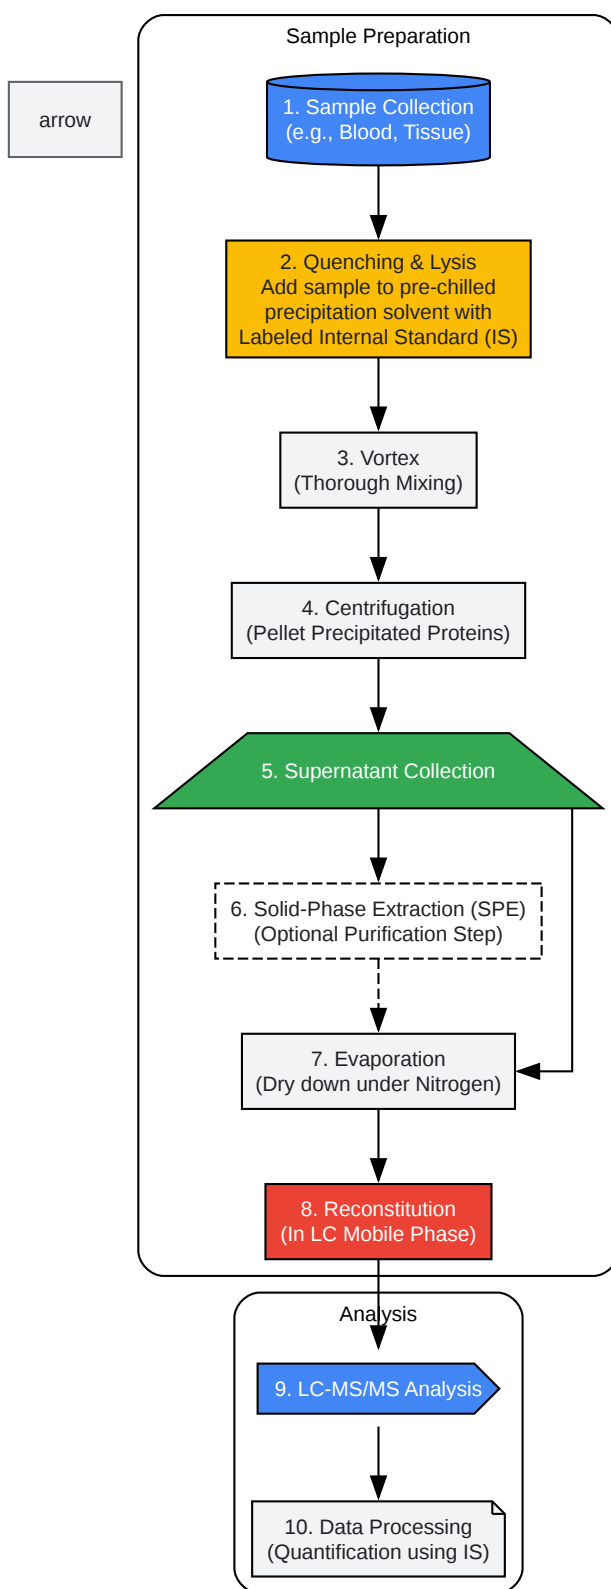 Sample Preparation
arrow
1. Sample Collection
(e.g., Blood, Tissue)
2. Quenching & Lysis
Add sample to pre-chilled
precipitation solvent with
Labeled Internal Standard (IS)
3. Vortex
(Thorough Mixing)
4. Centrifugation
(Pellet Precipitated Proteins)
5. Supernatant Collection
6. Solid-Phase Extraction (SPE)
(Optional Purification Step)
7. Evaporation
(Dry down under Nitrogen)
8. Reconstitution
(In LC Mobile Phase)
Analysis
9. LC-MS/MS Analysis
10. Data Processing
(Quantification using IS)